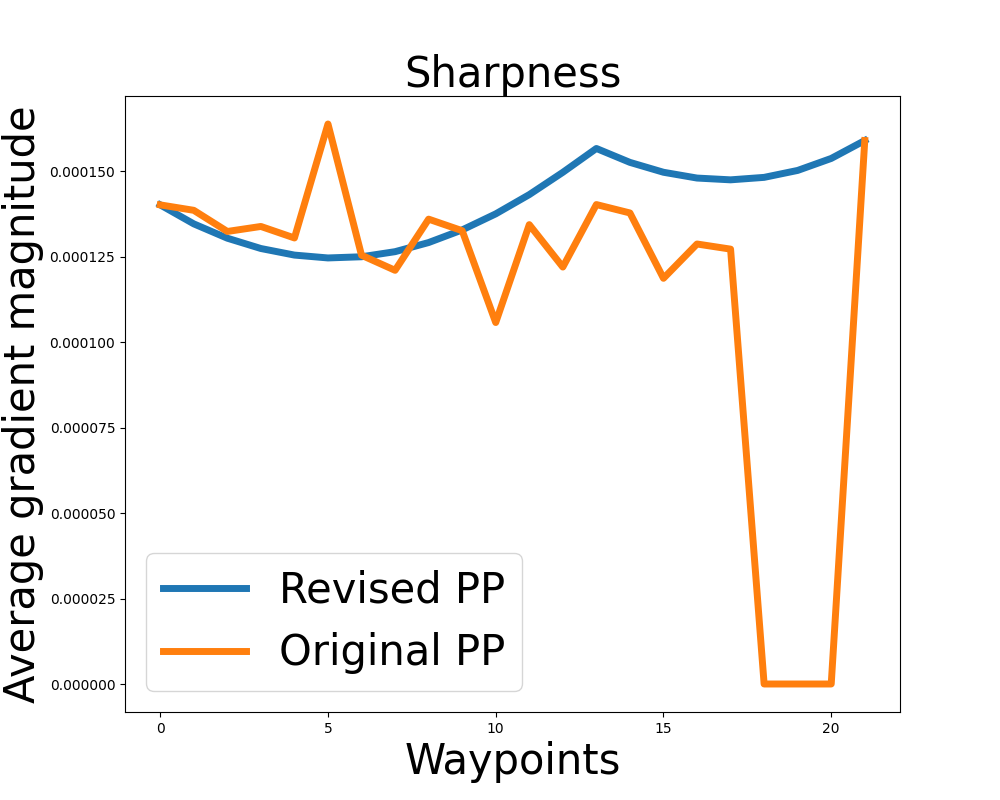 Sharpness
Average gradient magnitude
0.000150
0.000125
0.000100
0.000075
0.000050
0.000025
0.000000
Revised PP
Original PP
0 5 10 15 20
Waypoints